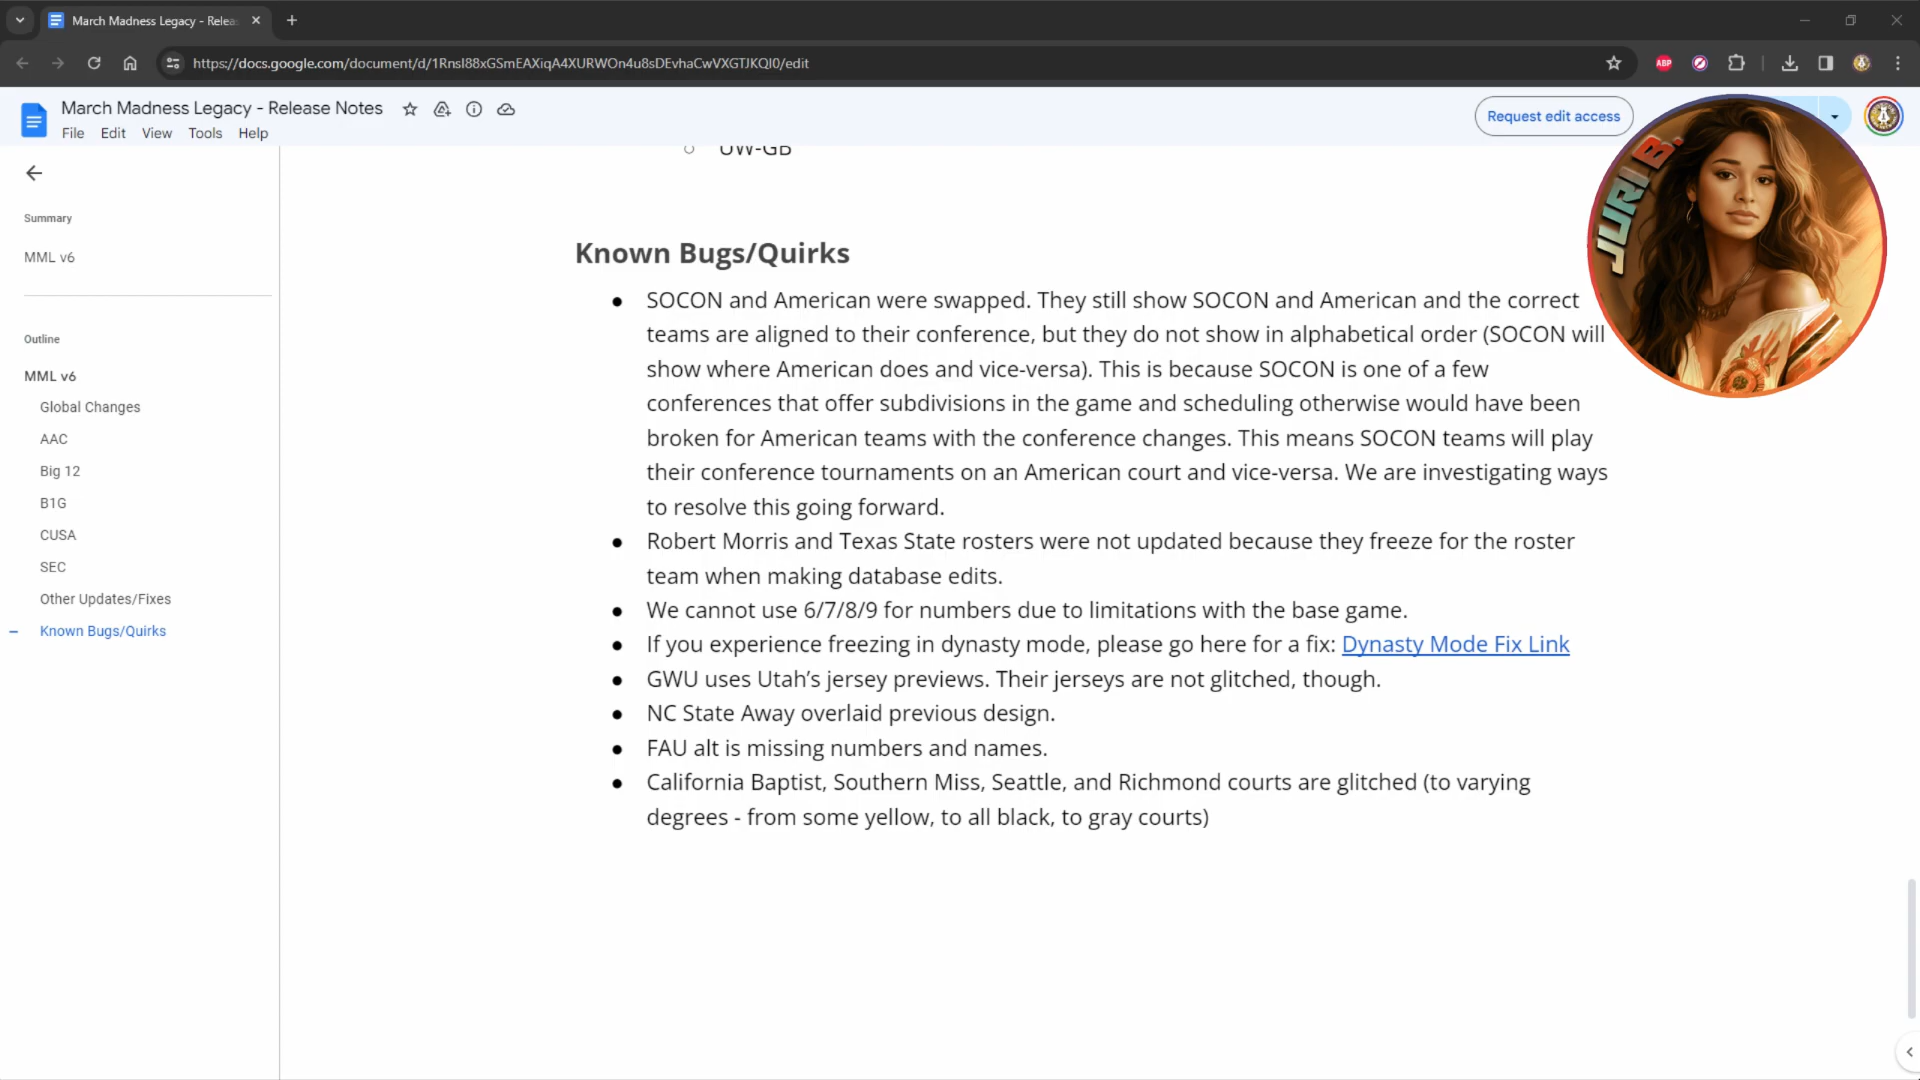 March Madness Legacy - Relea
https://docs.google.com/document/d/1Rnsl88xGSmEAXiqA4XURWOn4u8sDEvhaCwVXGTJKQI0/edit
ABP
March Madness Legacy - Release Notes
File Edit View Tools Help
Request edit access
JURI B.
Summary
MML v6
Outline
MML v6
Global Changes
AAC
Big 12
B1G
CUSA
SEC
Other Updates/Fixes
Known Bugs/Quirks
UW-GB
Known Bugs/Quirks
SOCON and American were swapped. They still show SOCON and American and the correct
teams are aligned to their conference, but they do not show in alphabetical order (SOCON will
show where American does and vice-versa). This is because SOCON is one of a few
conferences that offer subdivisions in the game and scheduling otherwise would have been
broken for American teams with the conference changes. This means SOCON teams will play
their conference tournaments on an American court and vice-versa. We are investigating ways
to resolve this going forward.
Robert Morris and Texas State rosters were not updated because they freeze for the roster
team when making database edits.
We cannot use 6/7/8/9 for numbers due to limitations with the base game.
If you experience freezing in dynasty mode, please go here for a fix: Dynasty Mode Fix Link
GWU uses Utah’s jersey previews. Their jerseys are not glitched, though.
NC State Away overlaid previous design.
FAU alt is missing numbers and names.
California Baptist, Southern Miss, Seattle, and Richmond courts are glitched (to varying
degrees - from some yellow, to all black, to gray courts)